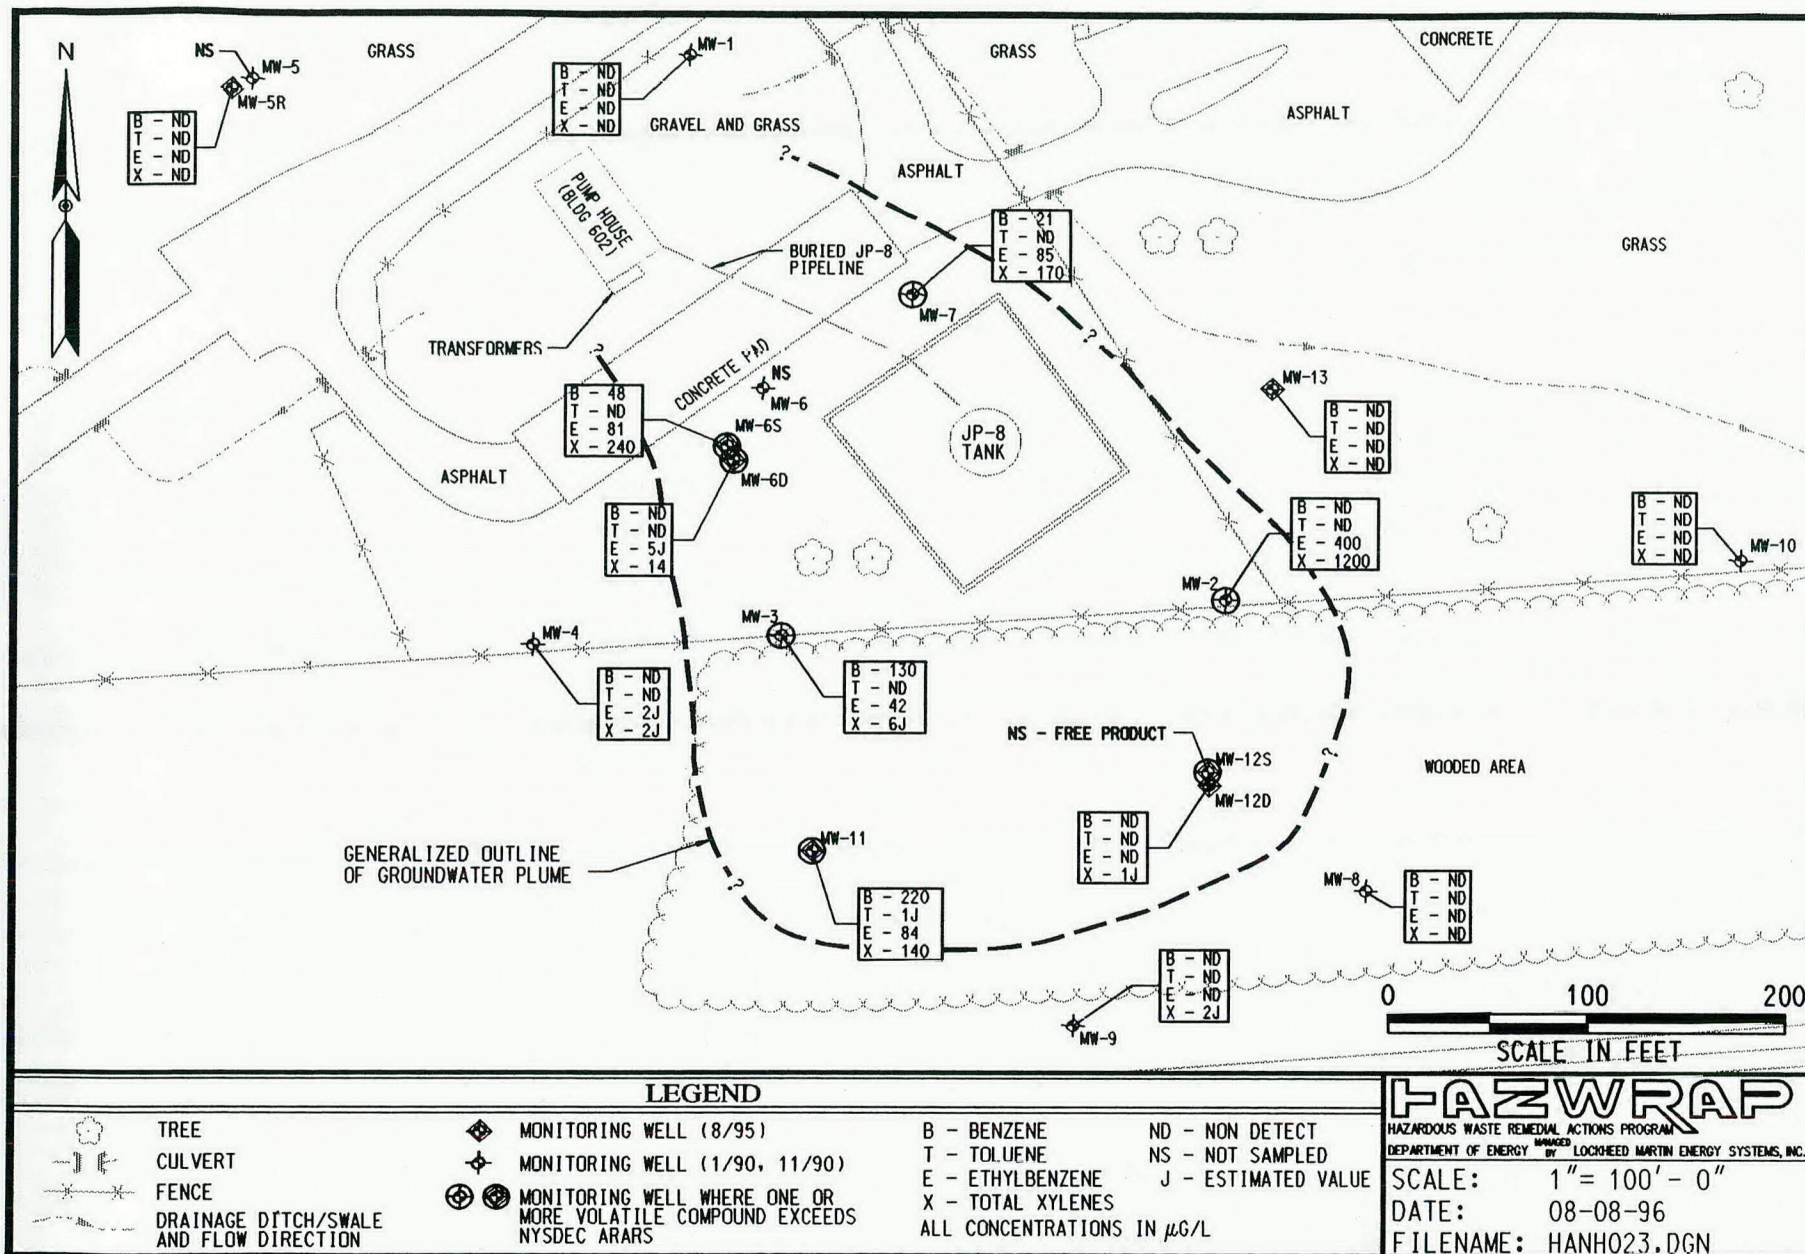 N
NS
MW-5
MW-5R
B - ND
T - ND
E - ND
X - ND
GRASS
MW-1
B - ND
T - ND
E - ND
X - ND
GRAVEL AND GRASS
GRASS
CONCRETE
ASPHALT
ASPHALT
?
PUMP HOUSE
(BLDG 602)
BURIED JP-8
PIPELINE
B - 21
T - ND
E - 85
X - 170
MW-7
GRASS
TRANSFORMERS
?
?
CONCRETE PAD
NS
MW-6
B - 48
T - ND
E - 81
X - 240
MW-6S
MW-6D
JP-8
TANK
MW-13
B - ND
T - ND
E - ND
X - ND
ASPHALT
B - ND
T - ND
E - 5J
X - 14
B - ND
T - ND
E - 400
X - 1200
MW-2
B - ND
T - ND
E - ND
X - ND
MW-10
MW-4
B - ND
T - ND
E - 2J
X - 2J
MW-3
B - 130
T - ND
E - 42
X - 6J
NS - FREE PRODUCT
MW-12S
MW-12D
?
WOODED AREA
B - ND
T - ND
E - ND
X - 1J
GENERALIZED OUTLINE
OF GROUNDWATER PLUME
?
MW-11
B - 220
T - 1J
E - 84
X - 140
MW-8
B - ND
T - ND
E - ND
X - ND
B - ND
T - ND
E - ND
X - 2J
MW-9
0 100 200
SCALE IN FEET
LEGEND
TREE
CULVERT
FENCE
DRAINAGE DITCH/SWALE
AND FLOW DIRECTION
MONITORING WELL (8/95)
MONITORING WELL (1/90, 11/90)
MONITORING WELL WHERE ONE OR
MORE VOLATILE COMPOUND EXCEEDS
NYSDEC ARARS
B - BENZENE
T - TOLUENE
E - ETHYLBENZENE
X - TOTAL XYLENES
ALL CONCENTRATIONS IN µG/L
ND - NON DETECT
NS - NOT SAMPLED
J - ESTIMATED VALUE
HAZWRAP
HAZARDOUS WASTE REMEDIAL ACTIONS PROGRAM
DEPARTMENT OF ENERGY MANAGED BY LOCKHEED MARTIN ENERGY SYSTEMS, INC.
SCALE: 1"= 100' - 0"
DATE: 08-08-96
FILENAME: HANH023.DGN